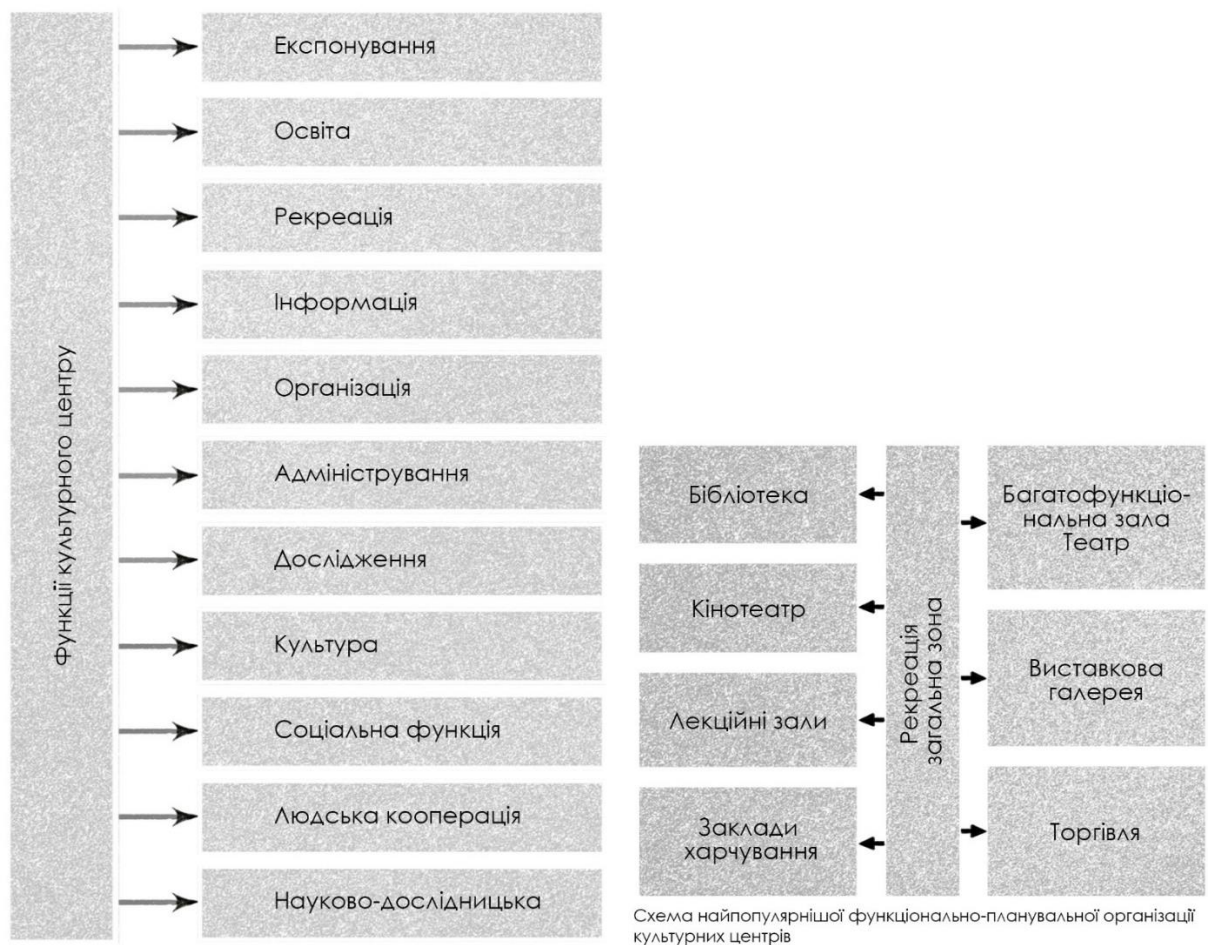 Функції культурного центру
Експонування
Освіта
Рекреація
Інформація
Організація
Адміністрування
Дослідження
Культура
Соціальна функція
Людська кооперація
Науково-дослідницька
Бібліотека
Кінотеатр
Лекційні зали
Заклади
харчування
Рекреація
загальна зона
Багатофункціо-
нальна зала
Театр
Виставкова
галерея
Торгівля
Схема найпопулярнішої функціонально-планувальної організації
культурних центрів